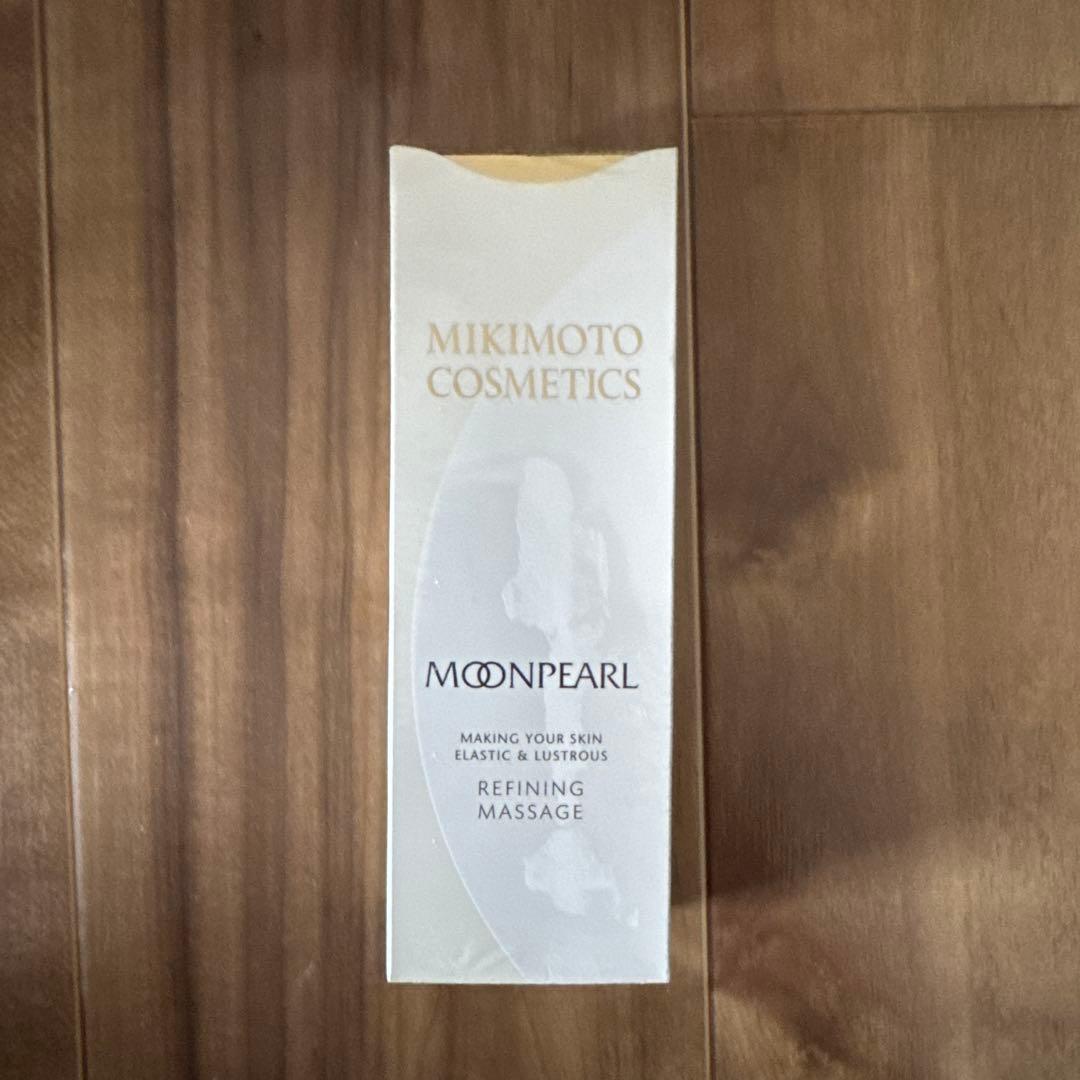 MIKIMOTO
COSMETICS
MOONPEARL
MAKING YOUR SKIN
ELASTIC & LUSTROUS
REFINING
MASSAGE